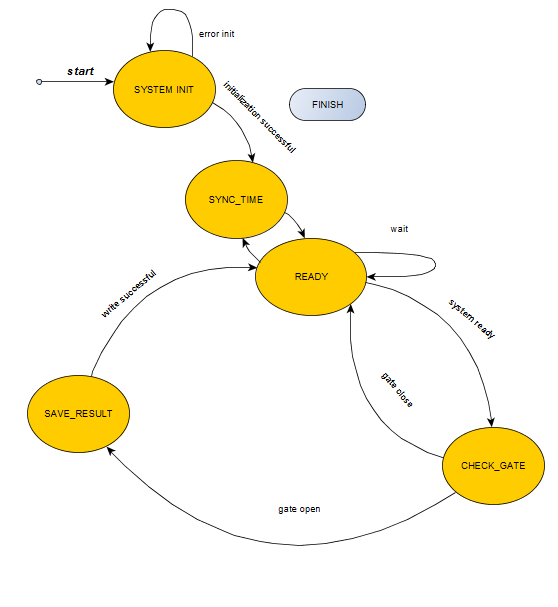 error init
start
SYSTEM INIT
initialization successful
FINISH
SYNC_TIME
wait
READY
write successful
system ready
gate close
SAVE_RESULT
CHECK_GATE
gate open